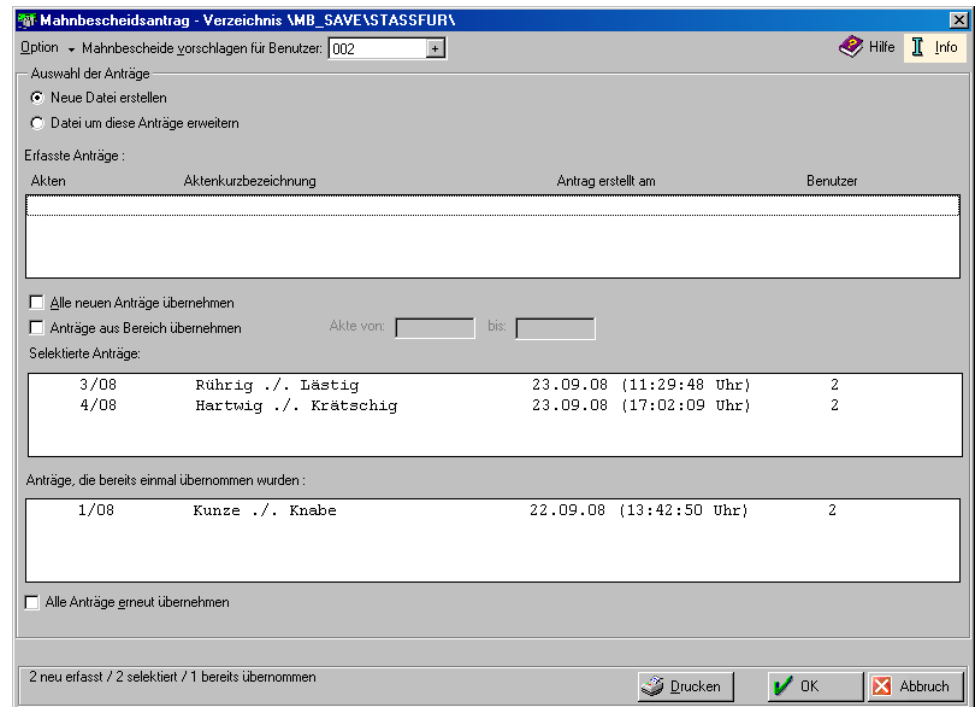 Mahnbescheidsantrag - Verzeichnis \MB_SAVE\STASSFUR\
Option Mahnbescheide vorschlagen für Benutzer: 002 + Hilfe Info
Auswahl der Anträge
Neue Datei erstellen
Datei um diese Anträge erweitern
Erfasste Anträge :
Akten Aktenkurzbezeichnung Antrag erstellt am Benutzer
Alle neuen Anträge übernehmen
Anträge aus Bereich übernehmen Akte von: bis:
Selektierte Anträge:
3/08 Rührig ./. Lästig 23.09.08 (11:29:48 Uhr) 2
4/08 Hartwig ./. Krätschig 23.09.08 (17:02:09 Uhr) 2
Anträge, die bereits einmal übernommen wurden :
1/08 Kunze ./. Knabe 22.09.08 (13:42:50 Uhr) 2
Alle Anträge erneut übernehmen
2 neu erfasst / 2 selektiert / 1 bereits übernommen
Drucken OK Abbruch